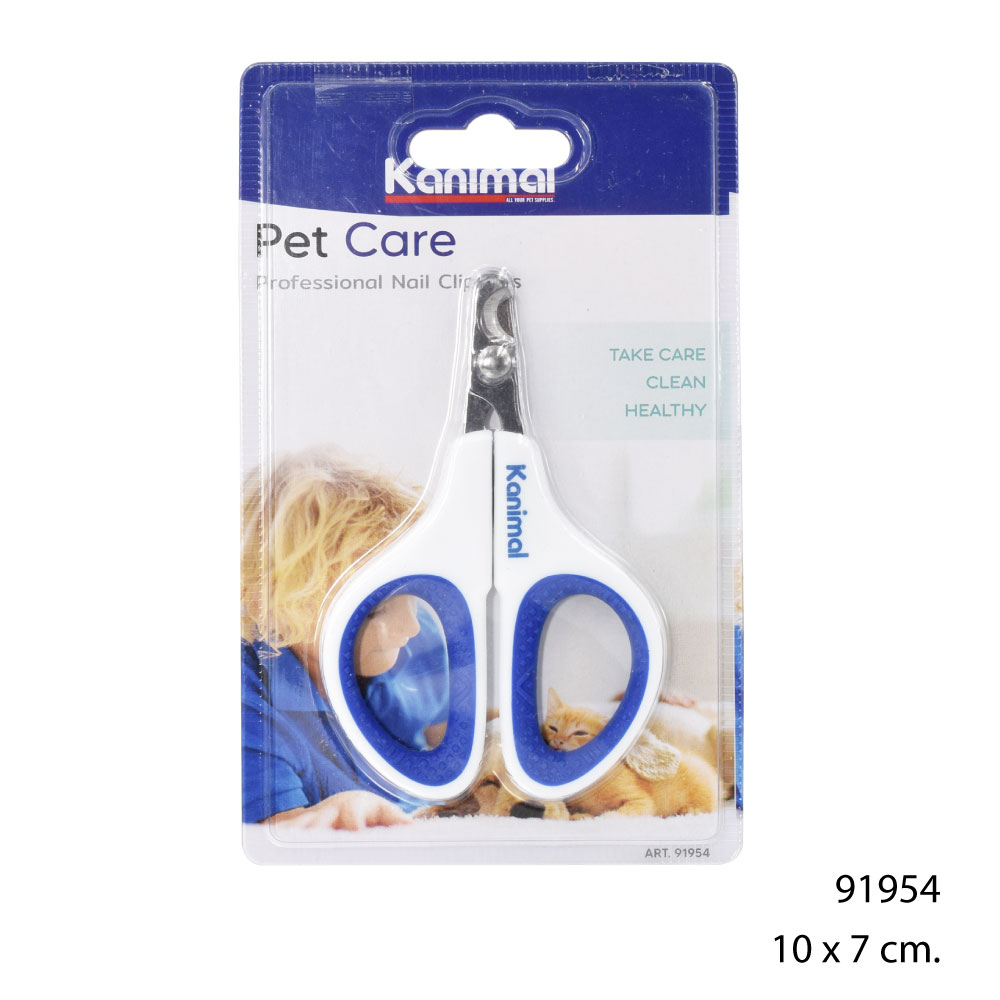 Kanimal
ALL YOUR PET SUPPLIES
Pet Care
Professional Nail Clippers
TAKE CARE
CLEAN
HEALTHY
Kanimal
ART. 91954
91954
10 x 7 cm.